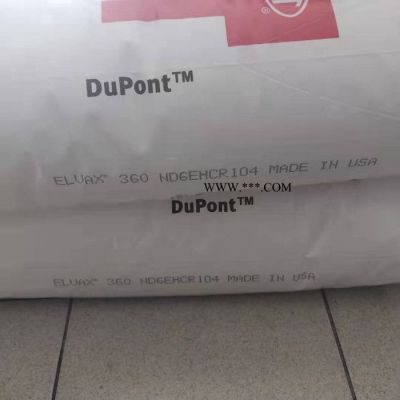 ®
DuPont™
ELVAX® 360 ND6EHCR104 MADE IN USA
WWW.***.COM
DuPont™
ELVAX® 360 ND6EHCR104 MADE IN USA